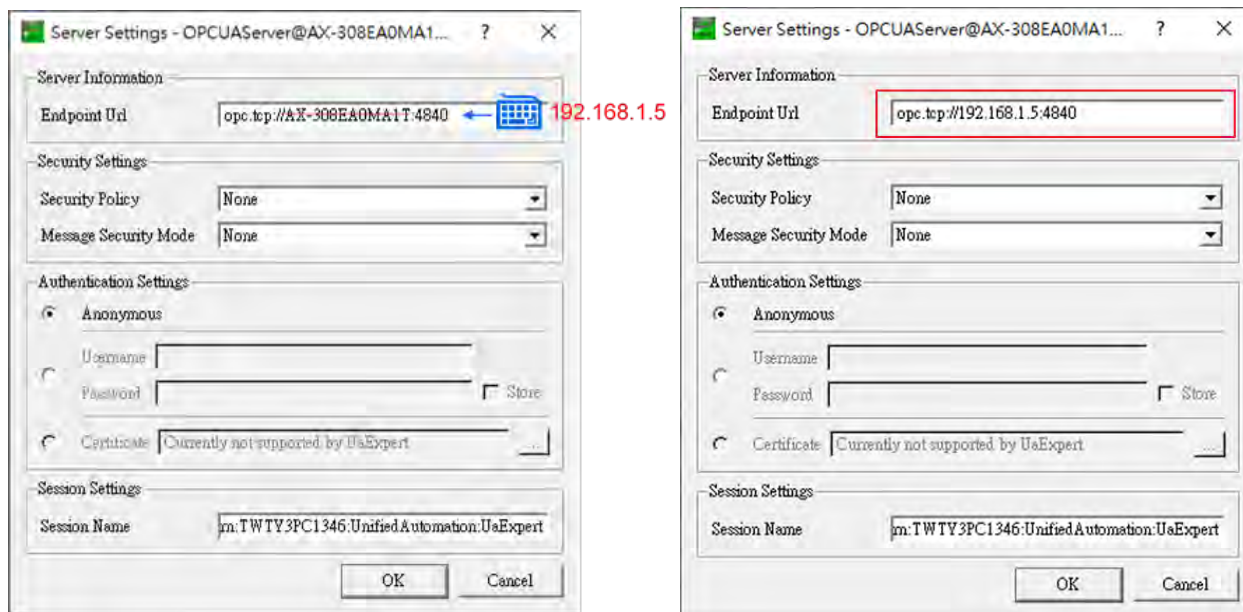 Server Settings - OPCUAServer@AX-308EA0MA1... ? ×
Server Information
Endpoint Url opc.tcp://AX-308EA0MA1T:4840 192.168.1.5
Security Settings
Security Policy None
Message Security Mode None
Authentication Settings
Anonymous
Username
Password Store
Certificate Currently not supported by UaExpert ...
Session Settings
Session Name rn:TWTY3PC1346:UnifiedAutomation:UaExpert
OK Cancel
Server Settings - OPCUAServer@AX-308EA0MA1... ? ×
Server Information
Endpoint Url opc.tcp://192.168.1.5:4840
Security Settings
Security Policy None
Message Security Mode None
Authentication Settings
Anonymous
Username
Password Store
Certificate Currently not supported by UaExpert ...
Session Settings
Session Name rn:TWTY3PC1346:UnifiedAutomation:UaExpert
OK Cancel